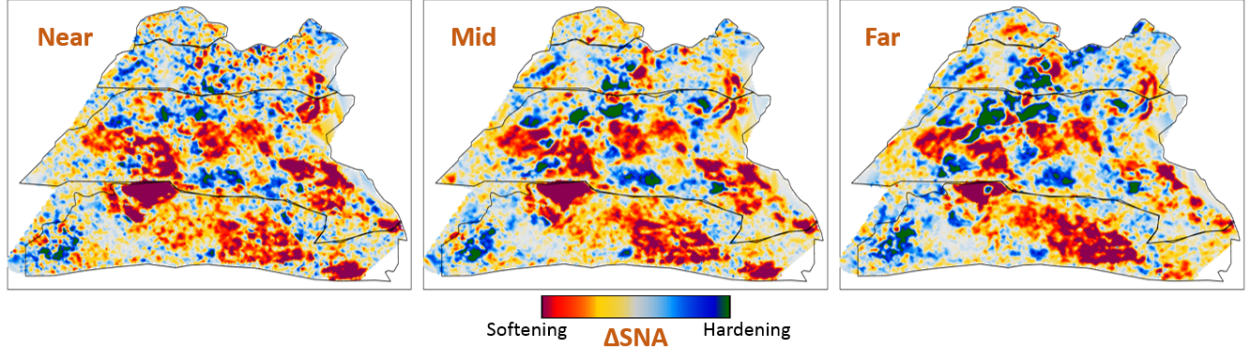 Near
Mid
Far
Softening
Hardening
ΔSNA